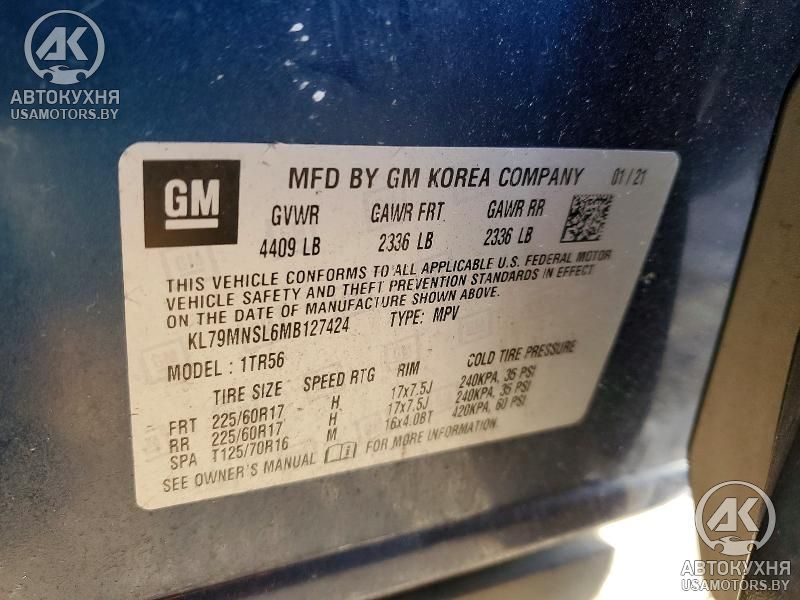 AK
АВТОКУХНЯ
USAMOTORS.BY
GM
MFD BY GM KOREA COMPANY 01/21
GVWR GAWR FRT GAWR RR
4409 LB 2336 LB 2336 LB
THIS VEHICLE CONFORMS TO ALL APPLICABLE U.S. FEDERAL MOTOR
VEHICLE SAFETY AND THEFT PREVENTION STANDARDS IN EFFECT
ON THE DATE OF MANUFACTURE SHOWN ABOVE.
KL79MNSL6MB127424 TYPE: MPV
MODEL : 1TR56
TIRE SIZE SPEED RTG RIM COLD TIRE PRESSURE
FRT 225/60R17 H 17x7.5J 240KPA, 35 PSI
RR 225/60R17 H 17x7.5J 240KPA, 35 PSI
SPA T125/70R16 M 16x4.0BT 420KPA, 60 PSI
SEE OWNER'S MANUAL FOR MORE INFORMATION.
AK
АВТОКУХНЯ
USAMOTORS.BY